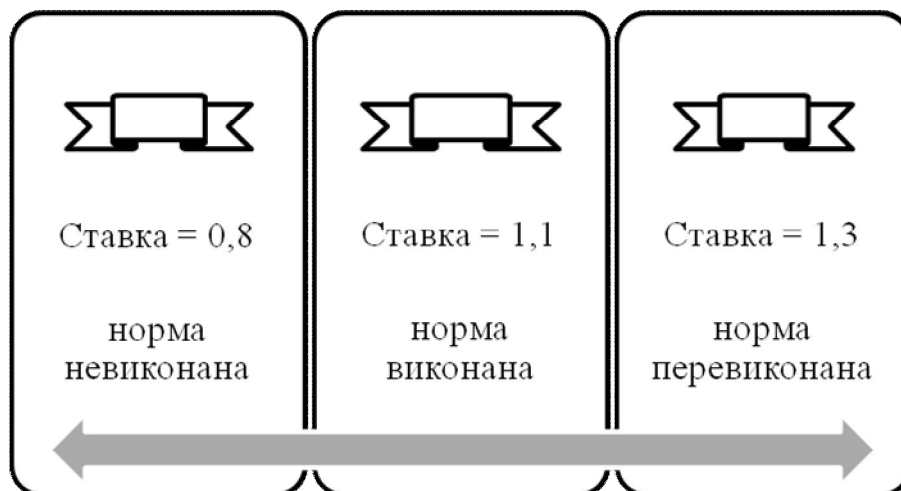 Ставка = 0,8
норма
невиконана
Ставка = 1,1
норма
виконана
Ставка = 1,3
норма
перевиконана